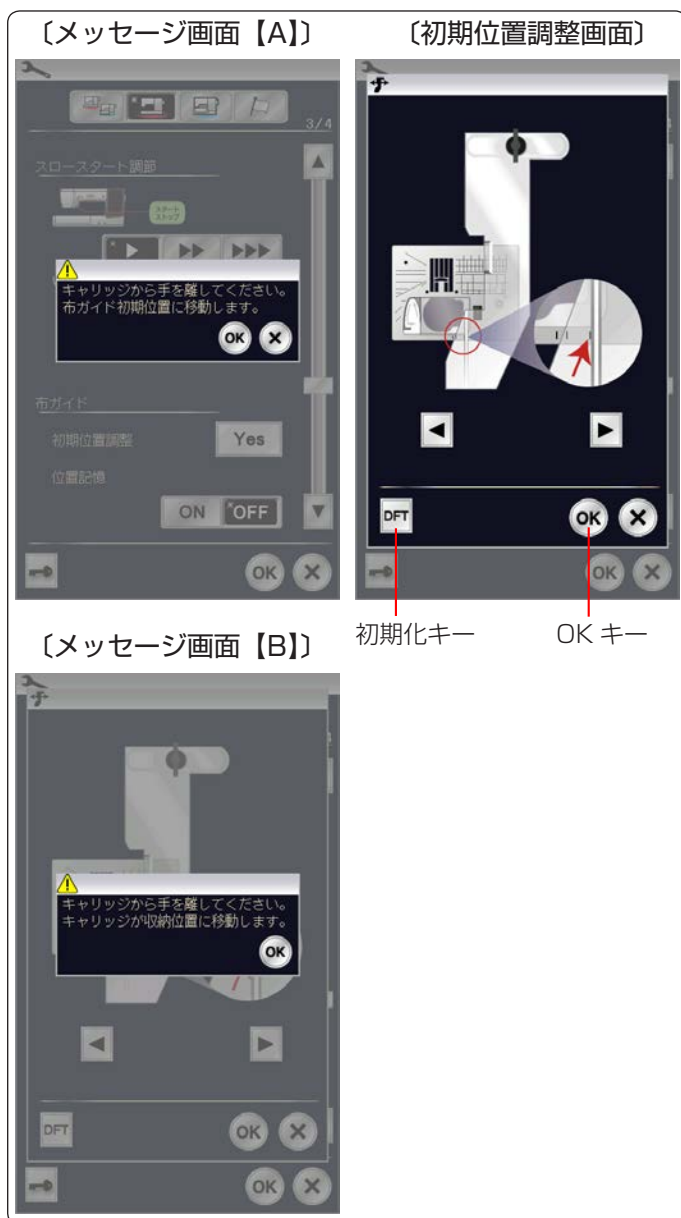 〔メッセージ画面【A】〕
3/4
スロースタート調節
スタート
ストップ
キャリッジから手を離してください。
布ガイド初期位置に移動します。
OK
布ガイド
初期位置調整
Yes
位置記憶
ON
OFF
OK
〔初期位置調整画面〕
DFT
OK
OK
初期化キー
OK キー
〔メッセージ画面【B】〕
キャリッジから手を離してください。
キャリッジが収納位置に移動します。
OK
DFT
OK
OK